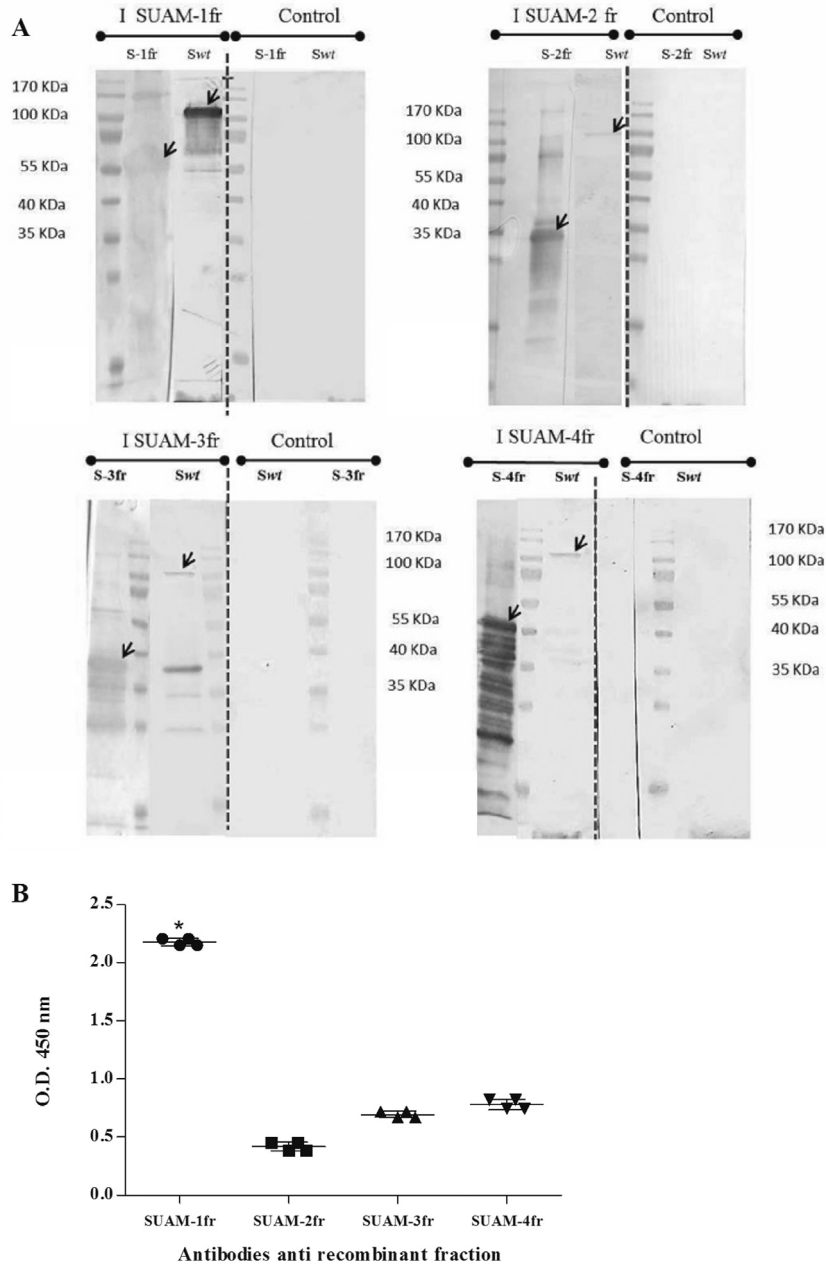 A
I SUAM-1fr Control
S-1fr Swt S-1fr Swt
170 KDa
100 KDa
55 KDa
40 KDa
35 KDa
I SUAM-2 fr Control
S-2fr Swt S-2fr Swt
170 KDa
100 KDa
55 KDa
40 KDa
35 KDa
I SUAM-3fr Control
S-3fr Swt Swt S-3fr
170 KDa
100 KDa
55 KDa
40 KDa
35 KDa
I SUAM-4fr Control
S-4fr Swt S-4fr Swt
170 KDa
100 KDa
55 KDa
40 KDa
35 KDa
B
2.5
2.0
1.5
1.0
0.5
0.0
O.D. 450 nm
*
SUAM-1fr SUAM-2fr SUAM-3fr SUAM-4fr
Antibodies anti recombinant fraction